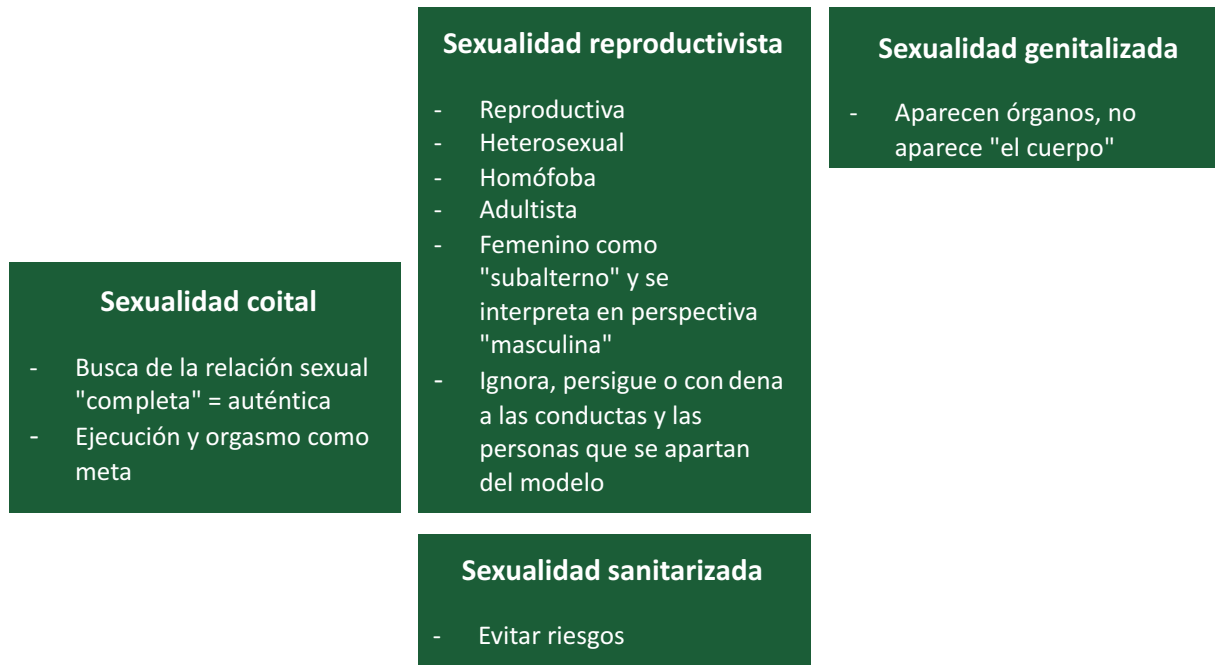 Sexualidad reproductivista
- Reproductiva
- Heterosexual
- Homófoba
- Adultista
- Femenino como
"subalterno" y se
interpreta en perspectiva
"masculina"
- Ignora, persigue o con dena
a las conductas y las
personas que se apartan
del modelo
Sexualidad genitalizada
- Aparecen órganos, no
aparece "el cuerpo"
Sexualidad coital
- Busca de la relación sexual
"completa" = auténtica
- Ejecución y orgasmo como
meta
Sexualidad sanitarizada
- Evitar riesgos